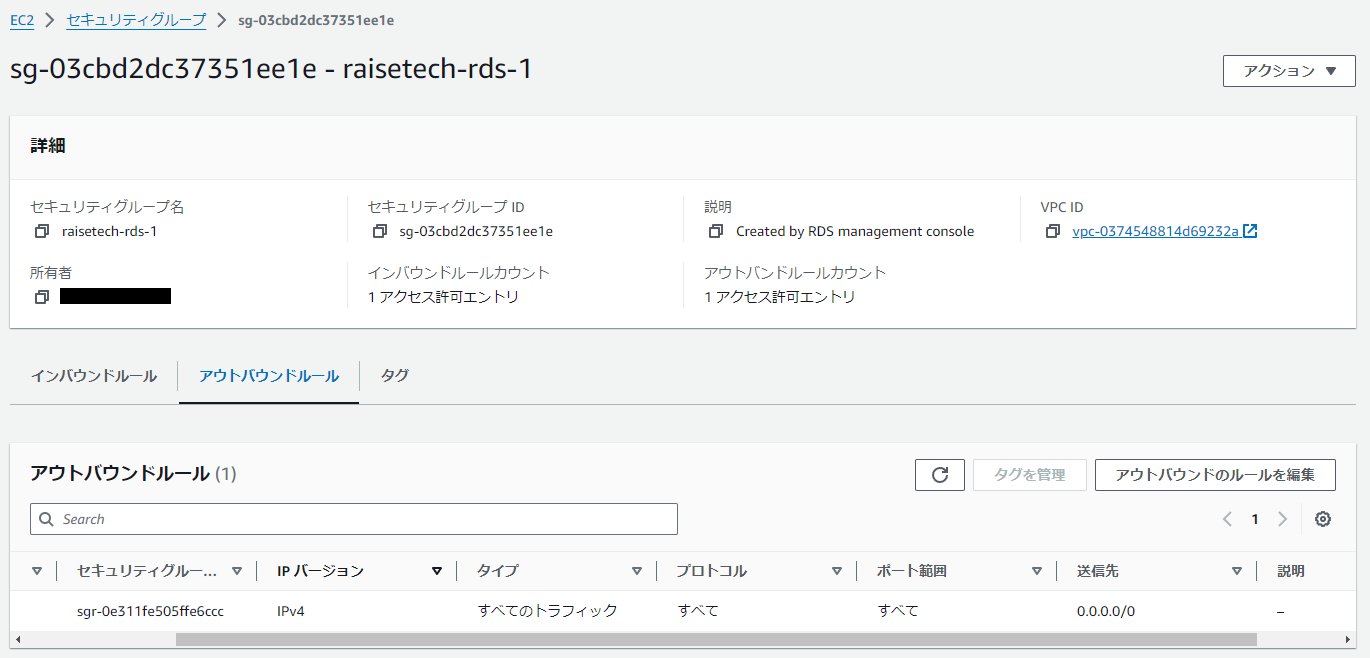 EC2 セキュリティグループ sg-03cbd2dc37351ee1e
sg-03cbd2dc37351ee1e - raisetech-rds-1
アクション
詳細
セキュリティグループ名 セキュリティグループ ID 説明 VPC ID
raisetech-rds-1 sg-03cbd2dc37351ee1e Created by RDS management console vpc-0374548814d69232a
所有者 インバウンドルールカウント アウトバンドルールカウント
1 アクセス許可エントリ 1 アクセス許可エントリ
インバウンドルール アウトバウンドルール タグ
アウトバウンドルール (1)
タグを管理 アウトバウンドのルールを編集
Search
1
セキュリティグルー... IP バージョン タイプ プロトコル ポート範囲 送信先 説明
sgr-0e311fe505ffe6ccc IPv4 すべてのトラフィック すべて すべて 0.0.0.0/0 –